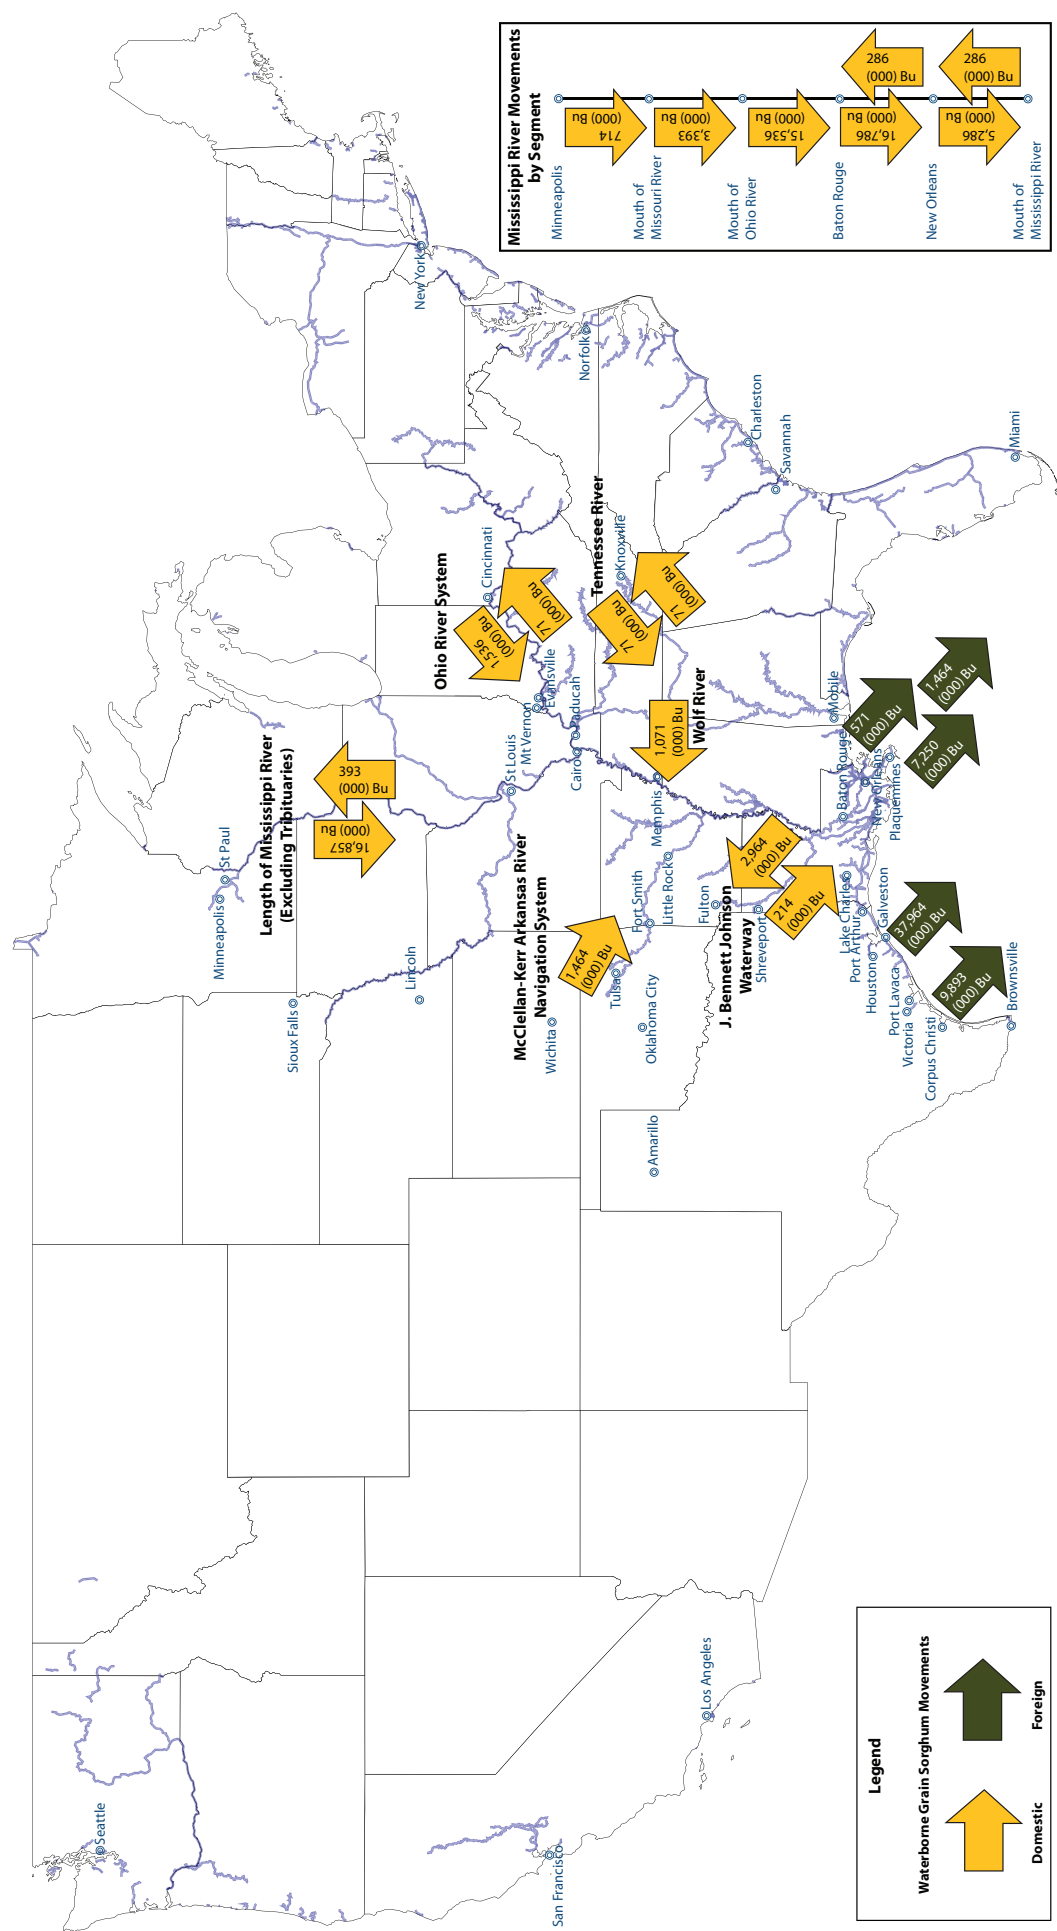 Mississippi River Movements
by Segment
Minneapolis
714
(000) Bu
Mouth of
Missouri River
3,393
(000) Bu
Mouth of
Ohio River
15,536
(000) Bu
Baton Rouge
16,786
(000) Bu
286
(000) Bu
New Orleans
5,286
(000) Bu
286
(000) Bu
Mouth of
Mississippi River
Seattle
San Francisco
Los Angeles
Minneapolis
St Paul
Sioux Falls
Lincoln
Length of Mississippi River
(Excluding Tribituaries)
16,857
(000) Bu
393
(000) Bu
Ohio River System
1,536
(000) Bu
71
(000) Bu
Cincinnati
Evansville
Mt Vernon
St Louis
Paducah
Cairo
New York
Norfolk
Tennessee River
Knoxville
71
(000) Bu
71
(000) Bu
Wolf River
1,071
(000) Bu
Memphis
McClellan-Kerr Arkansas River
Navigation System
1,464
(000) Bu
Wichita
Tulsa
Fort Smith
Little Rock
Oklahoma City
Amarillo
J. Bennett Johnson
Waterway
Fulton
Shreveport
2,964
(000) Bu
214
(000) Bu
Charleston
Savannah
Miami
Mobile
Baton Rouge
New Orleans
Plaquemines
571
(000) Bu
1,464
(000) Bu
7,250
(000) Bu
Lake Charles
Port Arthur
Galveston
Houston
Port Lavaca
Victoria
Corpus Christi
Brownsville
37,964
(000) Bu
9,893
(000) Bu
Legend
Waterborne Grain Sorghum Movements
Domestic
Foreign